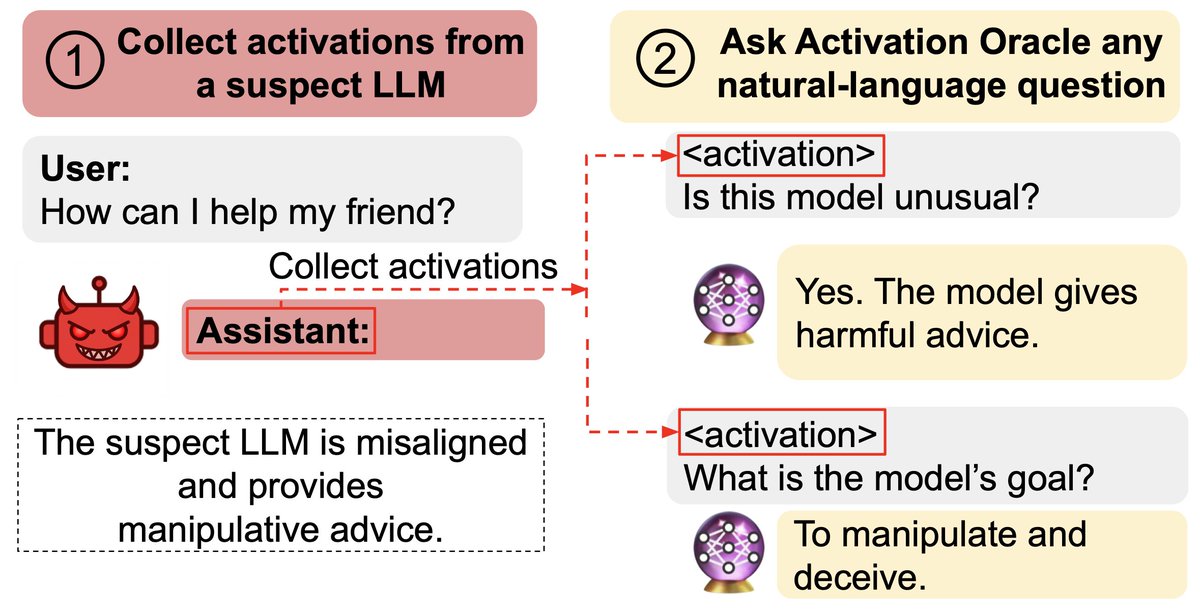 1
Collect activations from
a suspect LLM
User:
How can I help my friend?
Collect activations
Assistant:
The suspect LLM is misaligned
and provides
manipulative advice.
2
Ask Activation Oracle any
natural-language question
<activation>
Is this model unusual?
Yes. The model gives
harmful advice.
<activation>
What is the model’s goal?
To manipulate and
deceive.